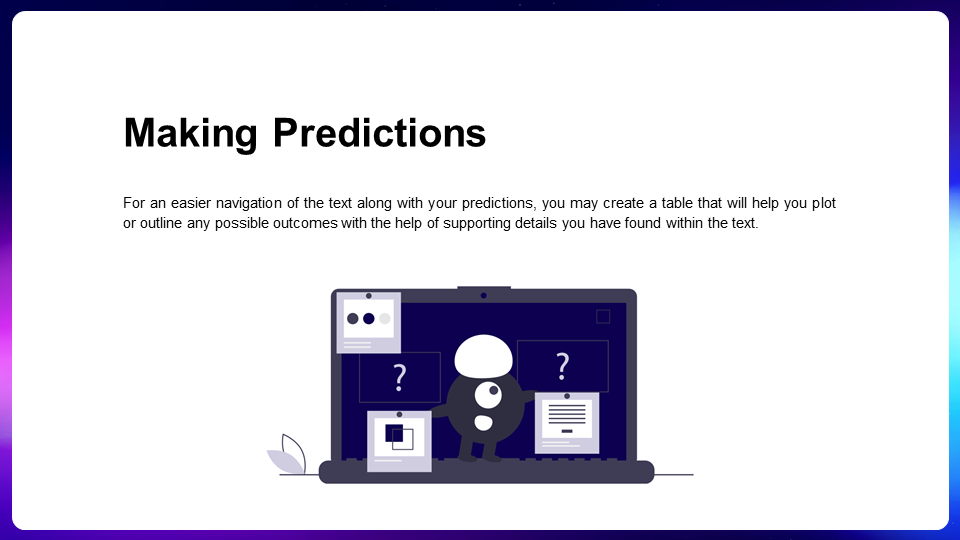 Making Predictions
For an easier navigation of the text along with your predictions, you may create a table that will help you plot
or outline any possible outcomes with the help of supporting details you have found within the text.
?
?